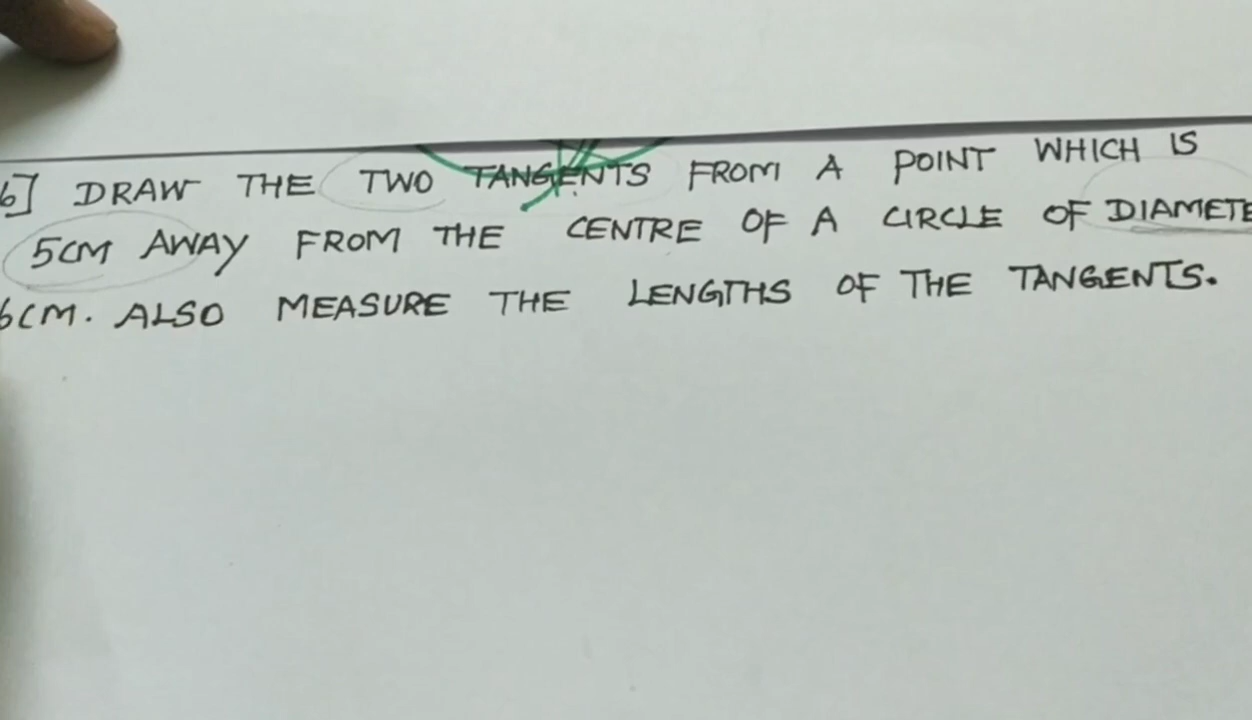 6] DRAW THE TWO TANGENTS FROM A POINT WHICH IS
5CM AWAY FROM THE CENTRE OF A CIRCLE OF DIAMETE
6CM. ALSO MEASURE THE LENGTHS OF THE TANGENTS.